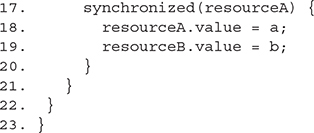 17.       synchronized(resourceA) {
18.         resourceA.value = a;
19.         resourceB.value = b;
20.       }
21.     }
22.   }
23. }